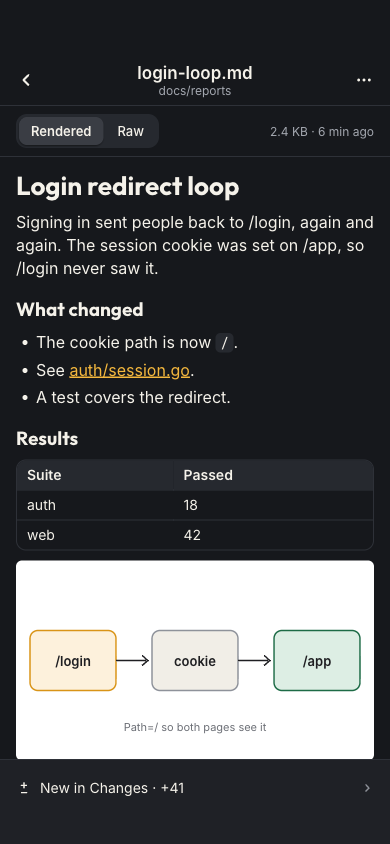 login-loop.md
docs/reports
Rendered Raw 2.4 KB · 6 min ago
Login redirect loop
Signing in sent people back to /login, again and
again. The session cookie was set on /app, so
/login never saw it.
What changed
• The cookie path is now / .
• See auth/session.go.
• A test covers the redirect.
Results
Suite Passed
auth 18
web 42
/login cookie /app
Path=/ so both pages see it
New in Changes · +41